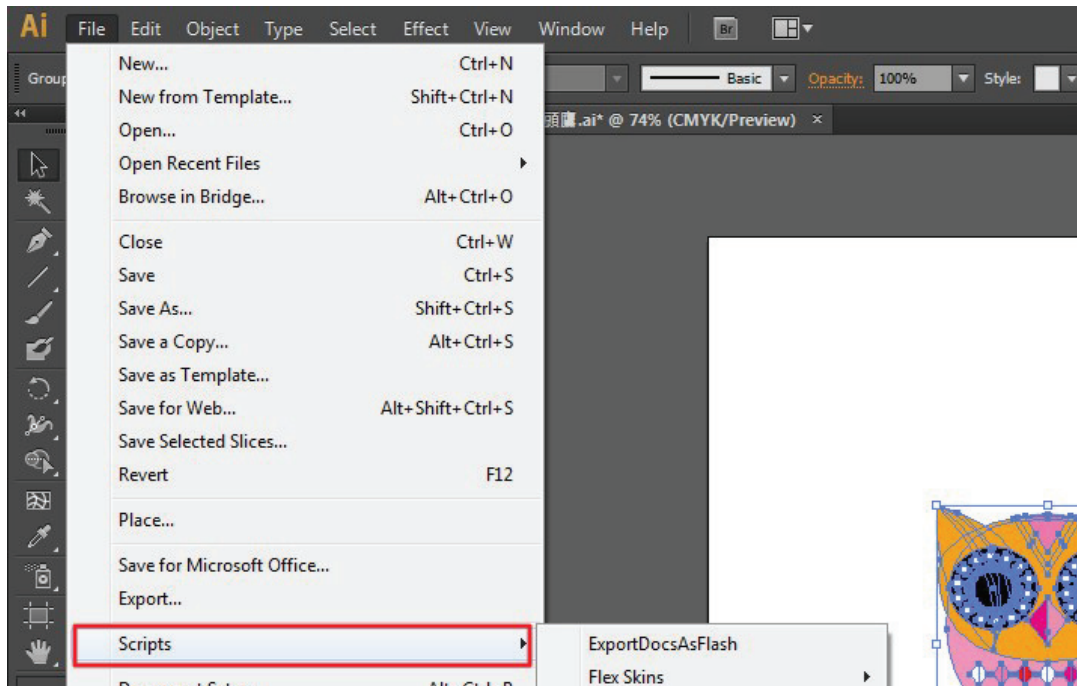 Ai File Edit Object Type Select Effect View Window Help Br
Group Basic Opacity: 100% Style:
頭鷹.ai* @ 74% (CMYK/Preview) ×
New... Ctrl+N
New from Template... Shift+Ctrl+N
Open... Ctrl+O
Open Recent Files
Browse in Bridge... Alt+Ctrl+O
Close Ctrl+W
Save Ctrl+S
Save As... Shift+Ctrl+S
Save a Copy... Alt+Ctrl+S
Save as Template...
Save for Web... Alt+Shift+Ctrl+S
Save Selected Slices...
Revert F12
Place...
Save for Microsoft Office...
Export...
Scripts
ExportDocsAsFlash
Flex Skins